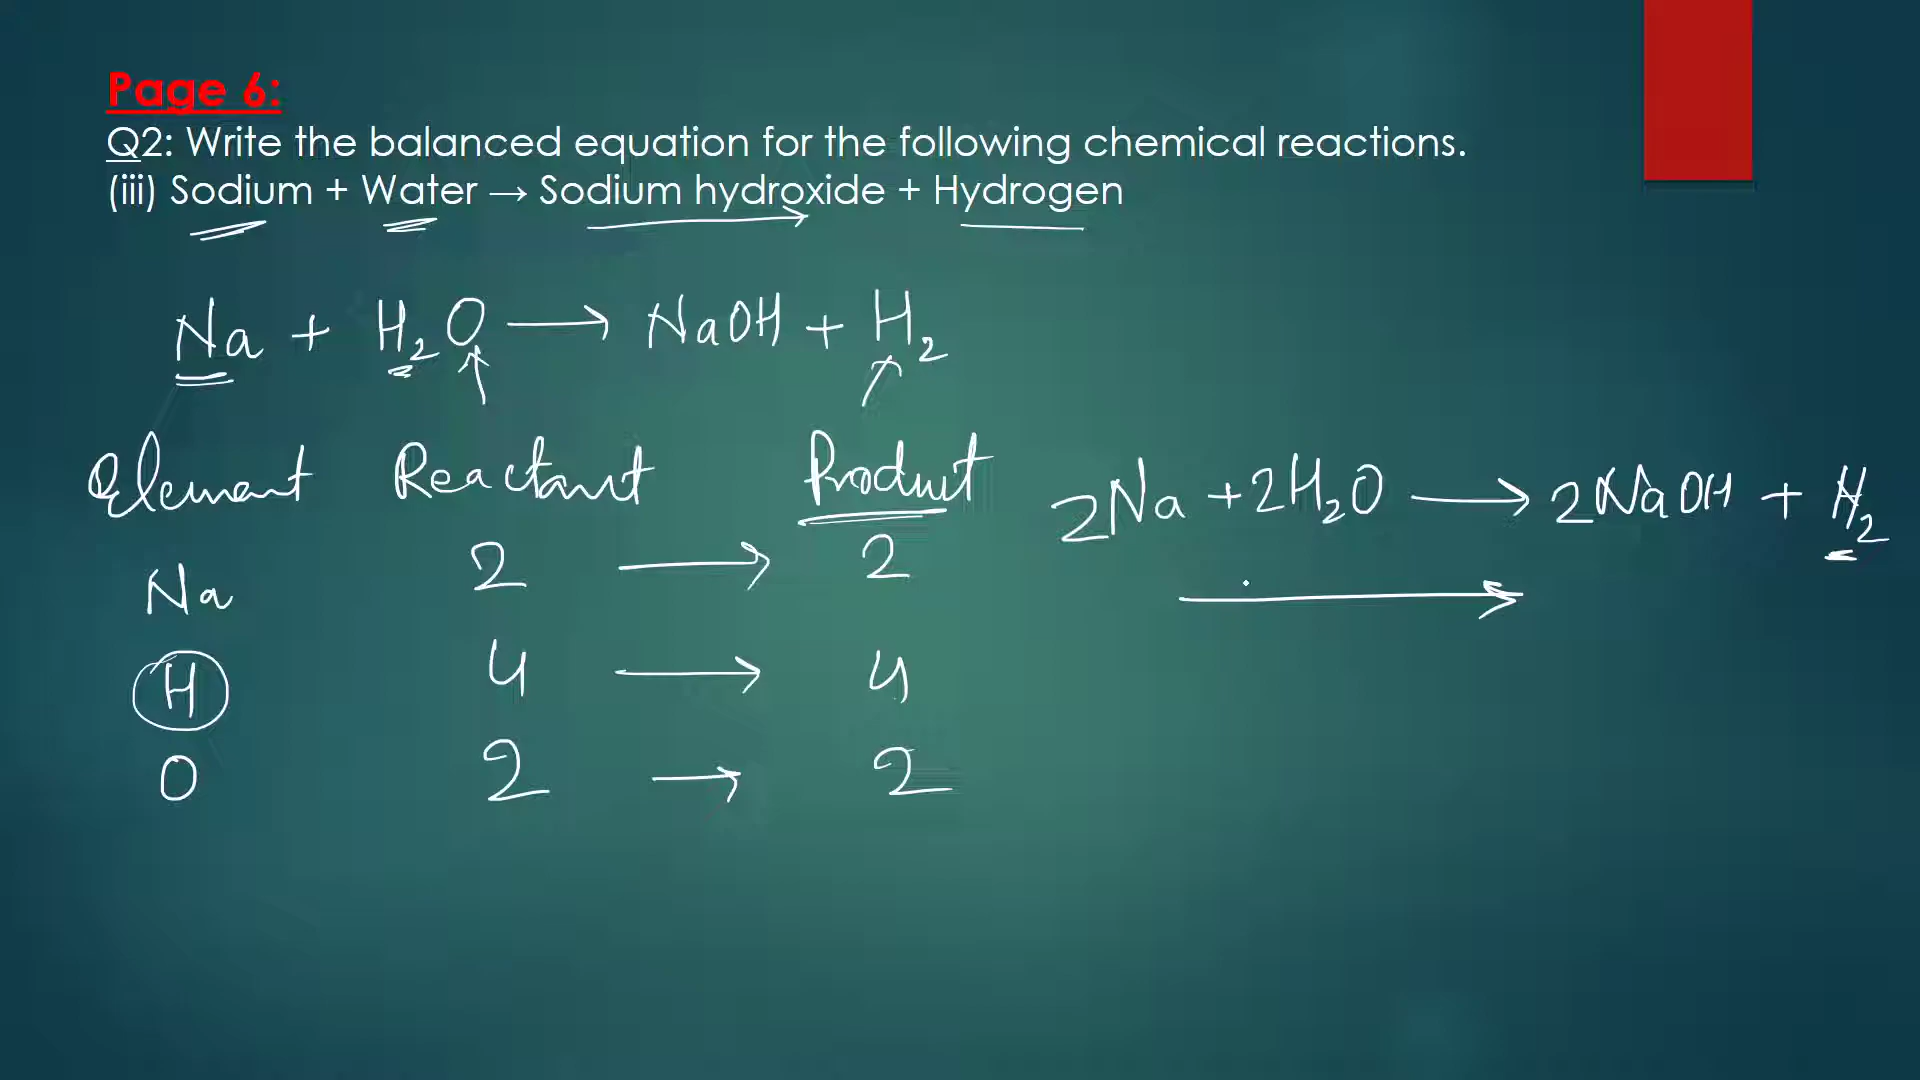 Page 6:
Q2: Write the balanced equation for the following chemical reactions.
(iii) Sodium + Water → Sodium hydroxide + Hydrogen
Na + H₂O → NaOH + H₂
Element Reactant Product
2Na + 2H₂O → 2NaOH + H₂
Na 2 → 2
H 4 → 4
O 2 → 2